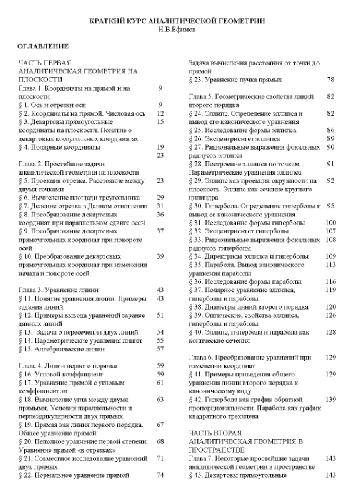 КРАТКИЙ КУРС АНАЛИТИЧЕСКОЙ ГЕОМЕТРИИ
Н.В.Ефимов
ОГЛАВЛЕНИЕ
ЧАСТЬ ПЕРВАЯ
АНАЛИТИЧЕСКАЯ ГЕОМЕТРИЯ НА
ПЛОСКОСТИ
Глава 1. Координаты на прямой и на 9
плоскости
§ 1. Ось и отрезки оси 9
§ 2. Координаты на прямой. Числовая ось 12
§ 3. Декартовы прямоугольные 15
координаты на плоскости. Понятие о
декартовых косоугольных координатах
§ 4. Полярные координаты 19
23
Глава 2. Простейшие задачи
аналитической геометрии на плоскости
§ 5. Проекция отрезка. Расстояние между 23
двумя точками
§ 6. Вычисление площади треугольника 29
§ 7. Деление отрезка в данном отношении 31
§ 8. Преобразование декартовых 36
координат при параллельном сдвиге осей
§ 9. Преобразование декартовых 37
прямоугольных координат при повороте
осей
§ 10. Преобразование декартовых 39
прямоугольных координат при изменении
начала и повороте осей
Глава 3. Уравнение линии 43
§ 11. Понятие уравнения линии. Примеры 43
задания линий
§ 12. Примеры вывода уравнений заранее 51
данных линий
§ 13. Задача о пересечении двух линий 54
§ 14. Параметрические уравнения линии 55
§ 15. Алгебраические линии 57
Глава 4. Линии первого порядка 59
§ 16. Угловой коэффициент 59
§ 17. Уравнение прямой с угловым 61
коэффициентом
§ 18. Вычисление угла между двумя 63
прямыми. Условия параллельности и
перпендикулярности двух прямых
§ 19. Прямая как линия первого порядка. 67
Общее уравнение прямой
§ 20. Неполное уравнение первой степени. 68
Уравнение прямой «в отрезках»
§ 21. Совместное исследование уравнений 71
двух прямых
§ 22. Нормальное уравнение прямой 74
Задача вычисления расстояния от точки до
прямой
§ 23. Уравнение пучка прямых 78
Глава 5. Геометрические свойства линий 82
второго порядка
§ 24. Эллипс. Определение эллипса и 82
вывод его канонического уравнения
§ 25. Исследование формы эллипса 86
§ 26. Эксцентриситет эллипса 88
§ 27. Рациональные выражения фокальных 90
радиусов эллипса
§ 28. Построение эллипса по точкам. 91
Параметрические уравнения эллипса
§ 29. Эллипс как проекция окружности на 92
плоскость. Эллипс как сечение круглого
цилиндра
§ 30. Гипербола. Определение гиперболы и 95
вывод её канонического уравнения
§ 31. Исследование формы гиперболы 100
§ 32. Эксцентриситет гиперболы 107
§ 33. Рациональные выражения фокальных 108
радиусов гиперболы
§ 34. Директрисы эллипса и гиперболы 109
§ 35. Парабола. Вывод канонического 113
уравнения параболы
§ 36. Исследование формы параболы 116
§ 37. Полярное уравнение эллипса, 119
гиперболы и параболы
§ 38. Диаметры линий второго порядка 120
§ 39. Оптические свойства эллипса, 126
гиперболы и параболы
§ 40. Эллипс, гипербола и парабола как 128
конические сечения
Глава 6. Преобразование уравнений при 129
изменении координат
§ 41. Примеры приведения общего 129
уравнения линии второго порядка к
каноническому виду
§ 42. Гипербола как график обратной 139
пропорциональности. Парабола как график
квадратного трёхчлена
ЧАСТЬ ВТОРАЯ
АНАЛИТИЧЕСКАЯ ГЕОМЕТРИЯ В
ПРОСТРАНСТВЕ
Глава 7. Некоторые простейшие задачи 143
аналитической геометрии в пространстве
§ 43. Декартовы прямоугольные 143